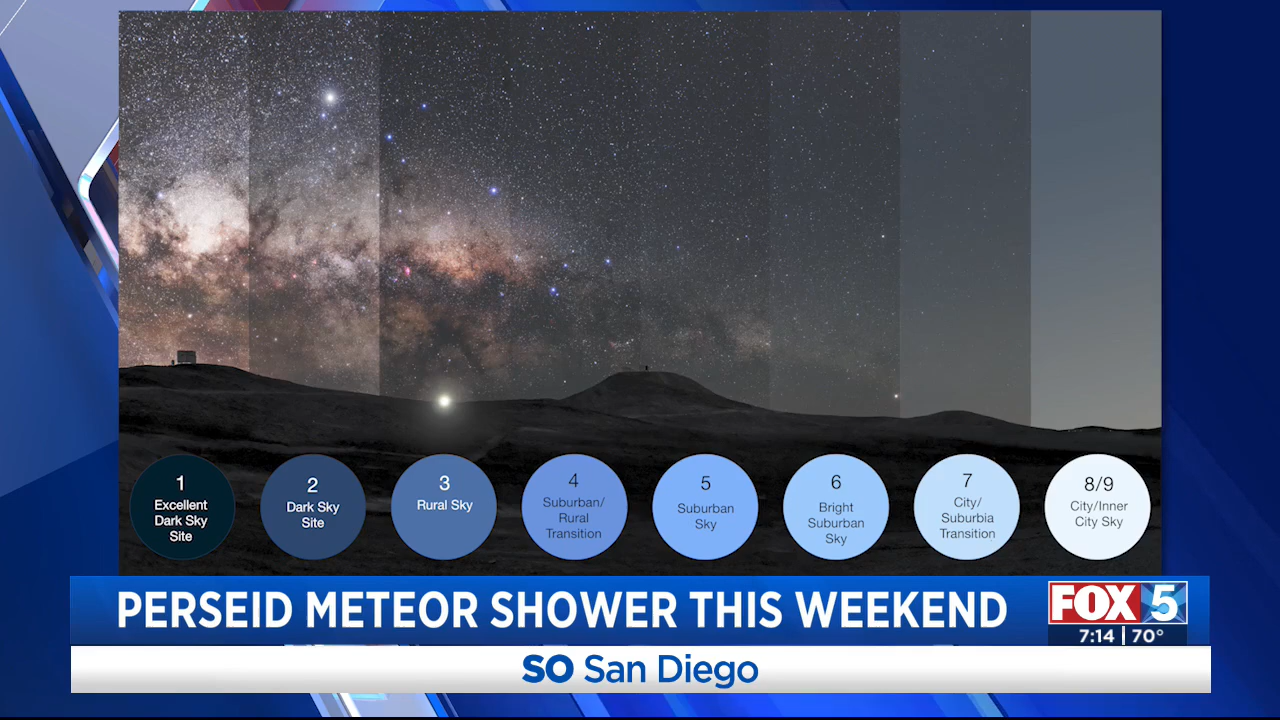 1
Excellent
Dark Sky
Site
2
Dark Sky
Site
3
Rural Sky
4
Suburban/
Rural
Transition
5
Suburban
Sky
6
Bright
Suburban
Sky
7
City/
Suburbia
Transition
8/9
City/Inner
City Sky
PERSEID METEOR SHOWER THIS WEEKEND
FOX 5
7:14 | 70°
SO San Diego